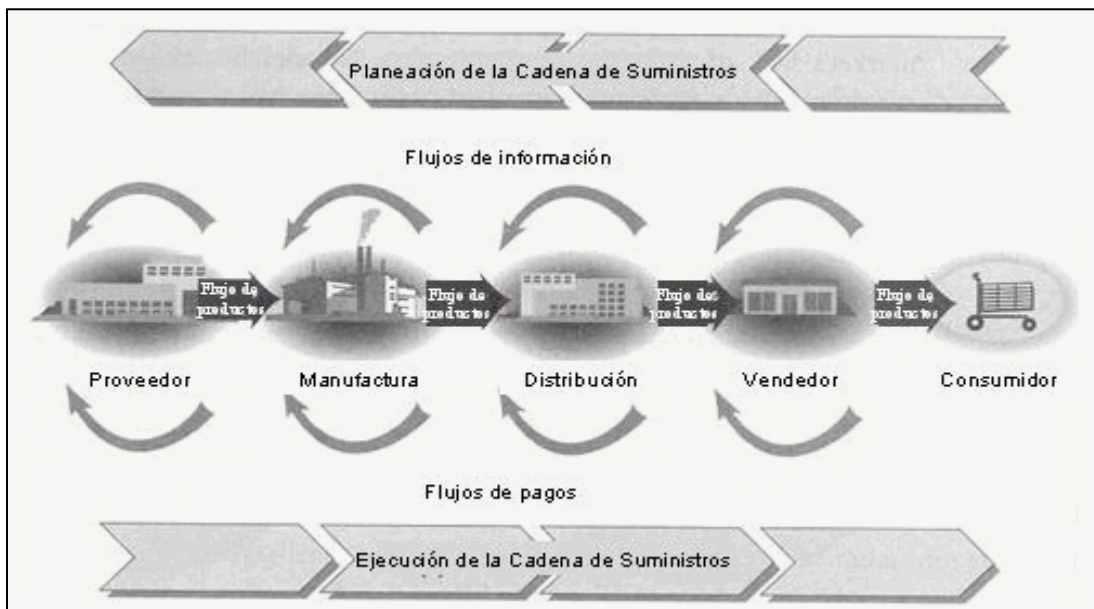 Planeación de la Cadena de Suministros
Flujos de información
Flujo de
productos
Flujo de
productos
Flujo de
productos
Flujo de
productos
Proveedor
Manufactura
Distribución
Vendedor
Consumidor
Flujos de pagos
Ejecución de la Cadena de Suministros